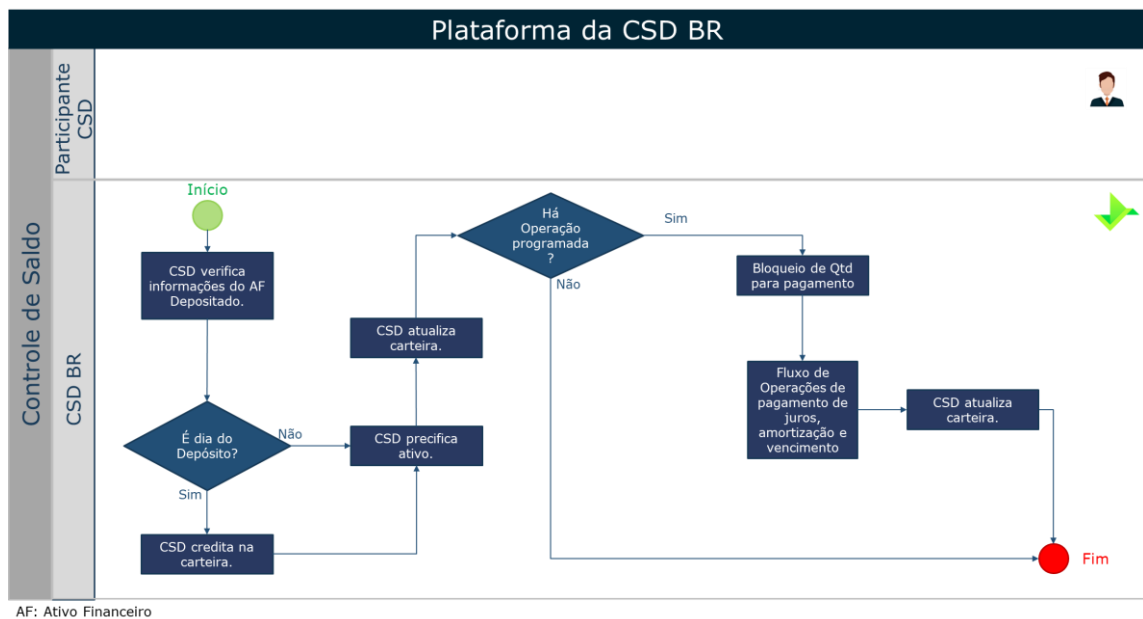 Plataforma da CSD BR
Controle de Saldo
Participante
CSD
CSD BR
Início
CSD verifica
informações do AF
Depositado.
É dia do
Depósito?
Não
Sim
CSD credita na
carteira.
CSD precifica
ativo.
CSD atualiza
carteira.
Há
Operação
programada
?
Sim
Não
Bloqueio de Qtd
para pagamento
Fluxo de
Operações de
pagamento de
juros,
amortização e
vencimento
CSD atualiza
carteira.
Fim
AF: Ativo Financeiro